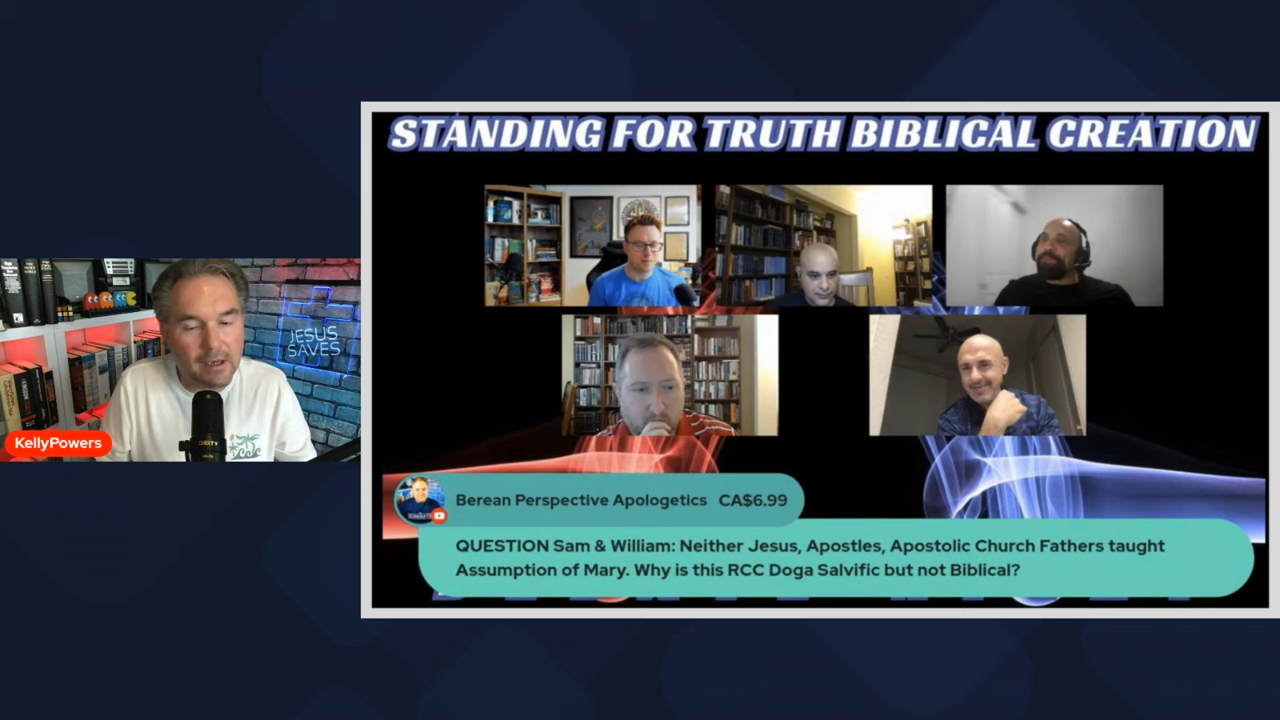 STANDING FOR TRUTH BIBLICAL CREATION
JESUS
SAVES
KellyPowers
Berean Perspective Apologetics CA$6.99
QUESTION Sam & William: Neither Jesus, Apostles, Apostolic Church Fathers taught
Assumption of Mary. Why is this RCC Doga Salvific but not Biblical?